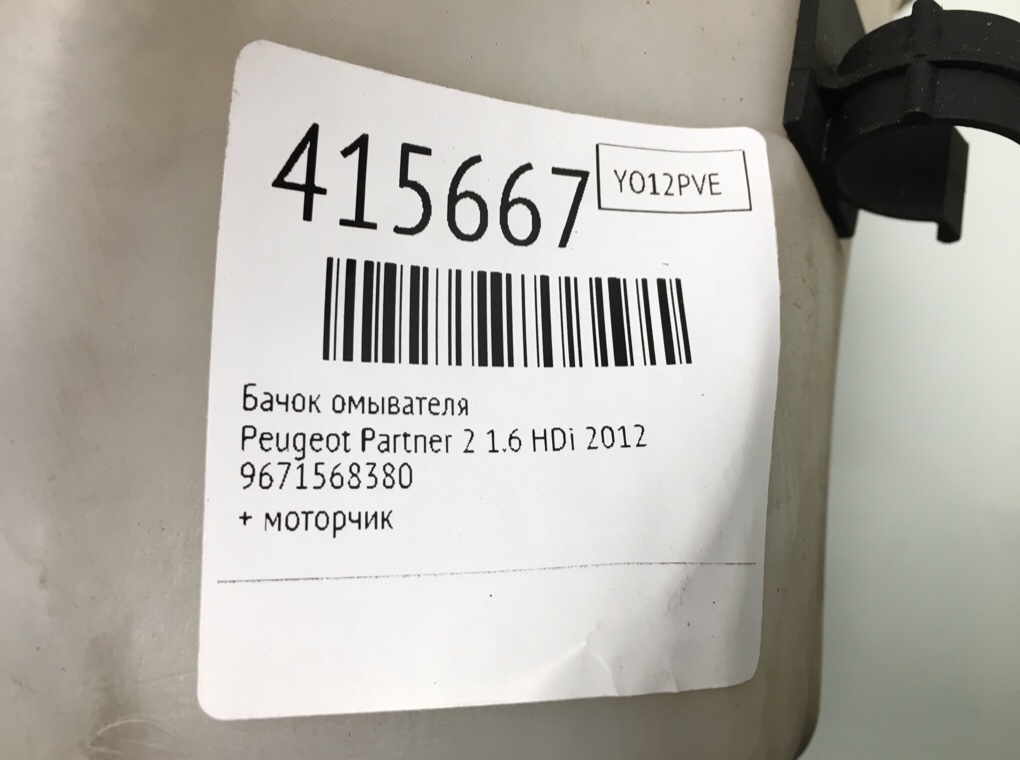 415667
YO12PVE
Бачок омывателя
Peugeot Partner 2 1.6 HDi 2012
9671568380
+ моторчик